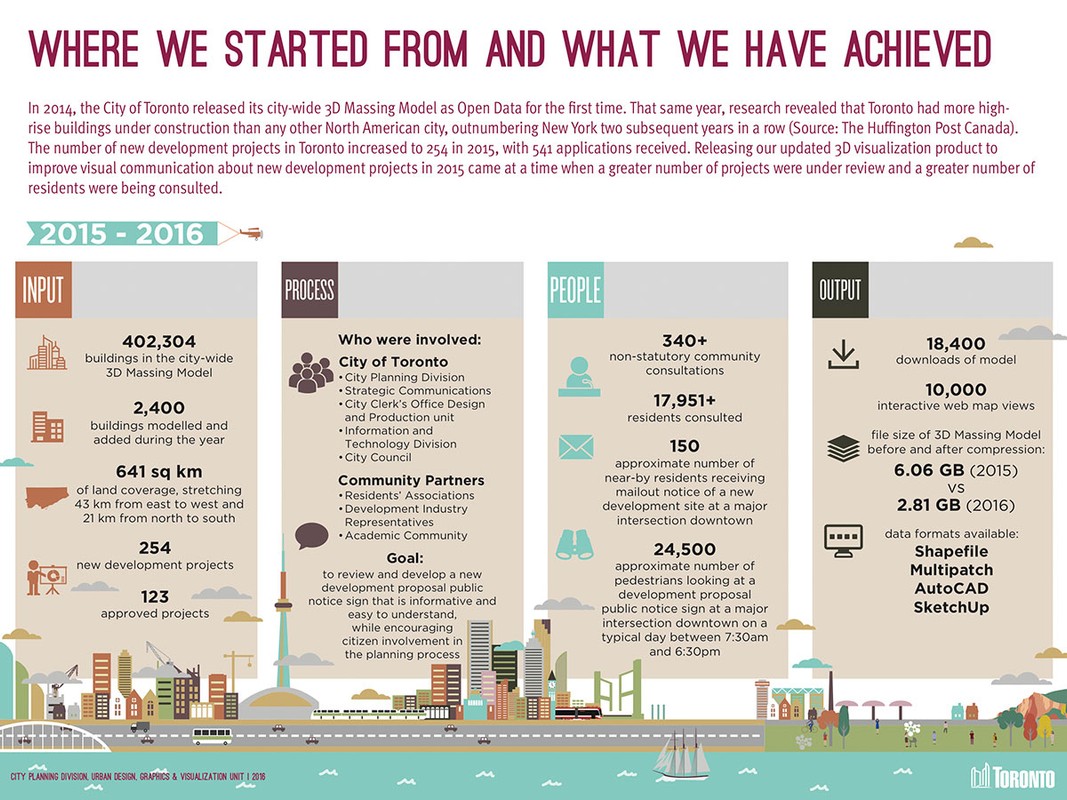 WHERE WE STARTED FROM AND WHAT WE HAVE ACHIEVED
In 2014, the City of Toronto released its city-wide 3D Massing Model as Open Data for the first time. That same year, research revealed that Toronto had more high-
rise buildings under construction than any other North American city, outnumbering New York two subsequent years in a row (Source: The Huffington Post Canada).
The number of new development projects in Toronto increased to 254 in 2015, with 541 applications received. Releasing our updated 3D visualization product to
improve visual communication about new development projects in 2015 came at a time when a greater number of projects were under review and a greater number of
residents were being consulted.
2015 - 2016
INPUT
402,304
buildings in the city-wide
3D Massing Model
2,400
buildings modelled and
added during the year
641 sq km
of land coverage, stretching
43 km from east to west and
21 km from north to south
254
new development projects
123
approved projects
PROCESS
Who were involved:
City of Toronto
• City Planning Division
• Strategic Communications
• City Clerk's Office Design
and Production unit
• Information and
Technology Division
• City Council
Community Partners
• Residents' Associations
• Development Industry
Representatives
• Academic Community
Goal:
to review and develop a new
development proposal public
notice sign that is informative and
easy to understand,
while encouraging
citizen involvement in
the planning process
PEOPLE
340+
non-statutory community
consultations
17,951+
residents consulted
150
approximate number of
near-by residents receiving
mailout notice of a new
development site at a major
intersection downtown
24,500
approximate number of
pedestrians looking at a
development proposal
public notice sign at a major
intersection downtown on a
typical day between 7:30am
and 6:30pm
OUTPUT
18,400
downloads of model
10,000
interactive web map views
file size of 3D Massing Model
before and after compression:
6.06 GB (2015)
vs
2.81 GB (2016)
data formats available:
Shapefile
Multipatch
AutoCAD
SketchUp
CITY PLANNING DIVISION, URBAN DESIGN, GRAPHICS & VISUALIZATION UNIT | 2016
TORONTO